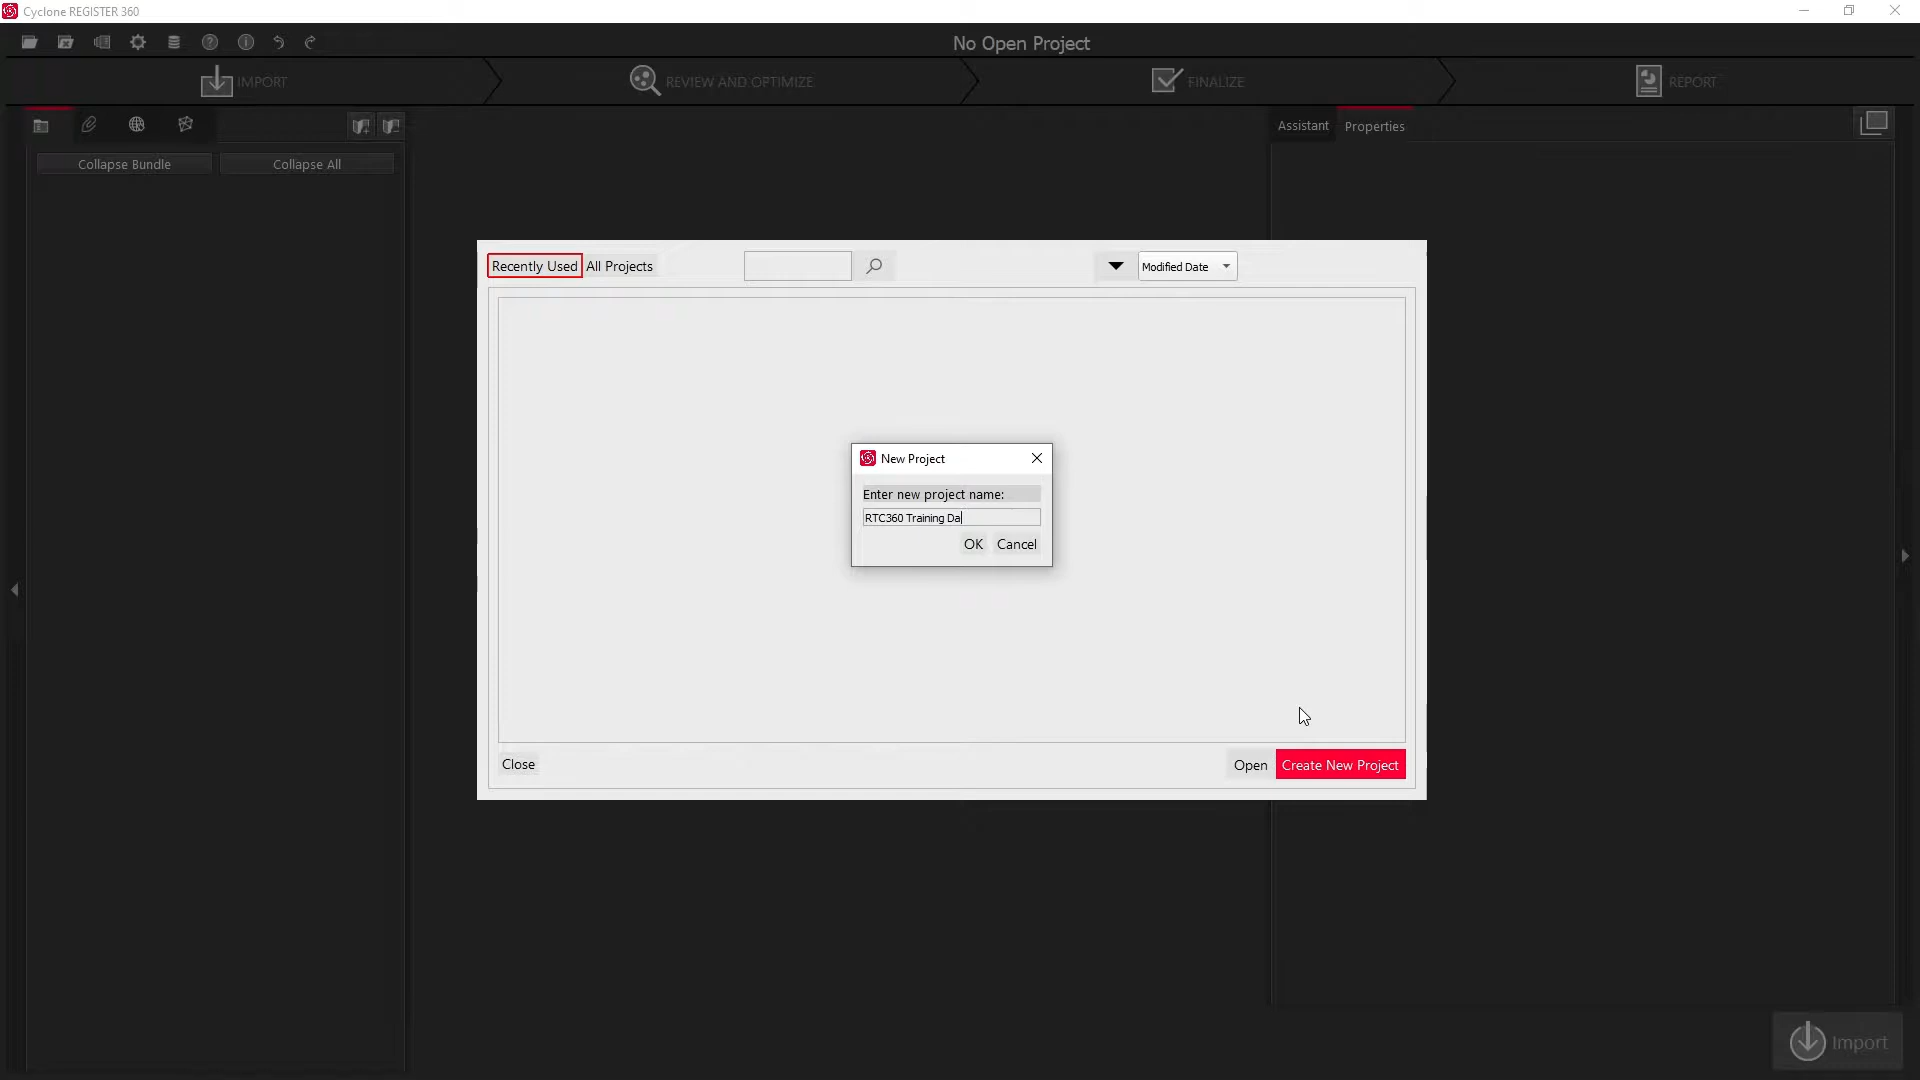 Cyclone REGISTER 360
No Open Project
IMPORT
REVIEW AND OPTIMIZE
FINALIZE
REPORT
Assistant
Properties
Collapse Bundle
Collapse All
Recently Used
All Projects
Modified Date
New Project
Enter new project name:
RTC360 Training Da
OK
Cancel
Close
Open
Create New Project
Import